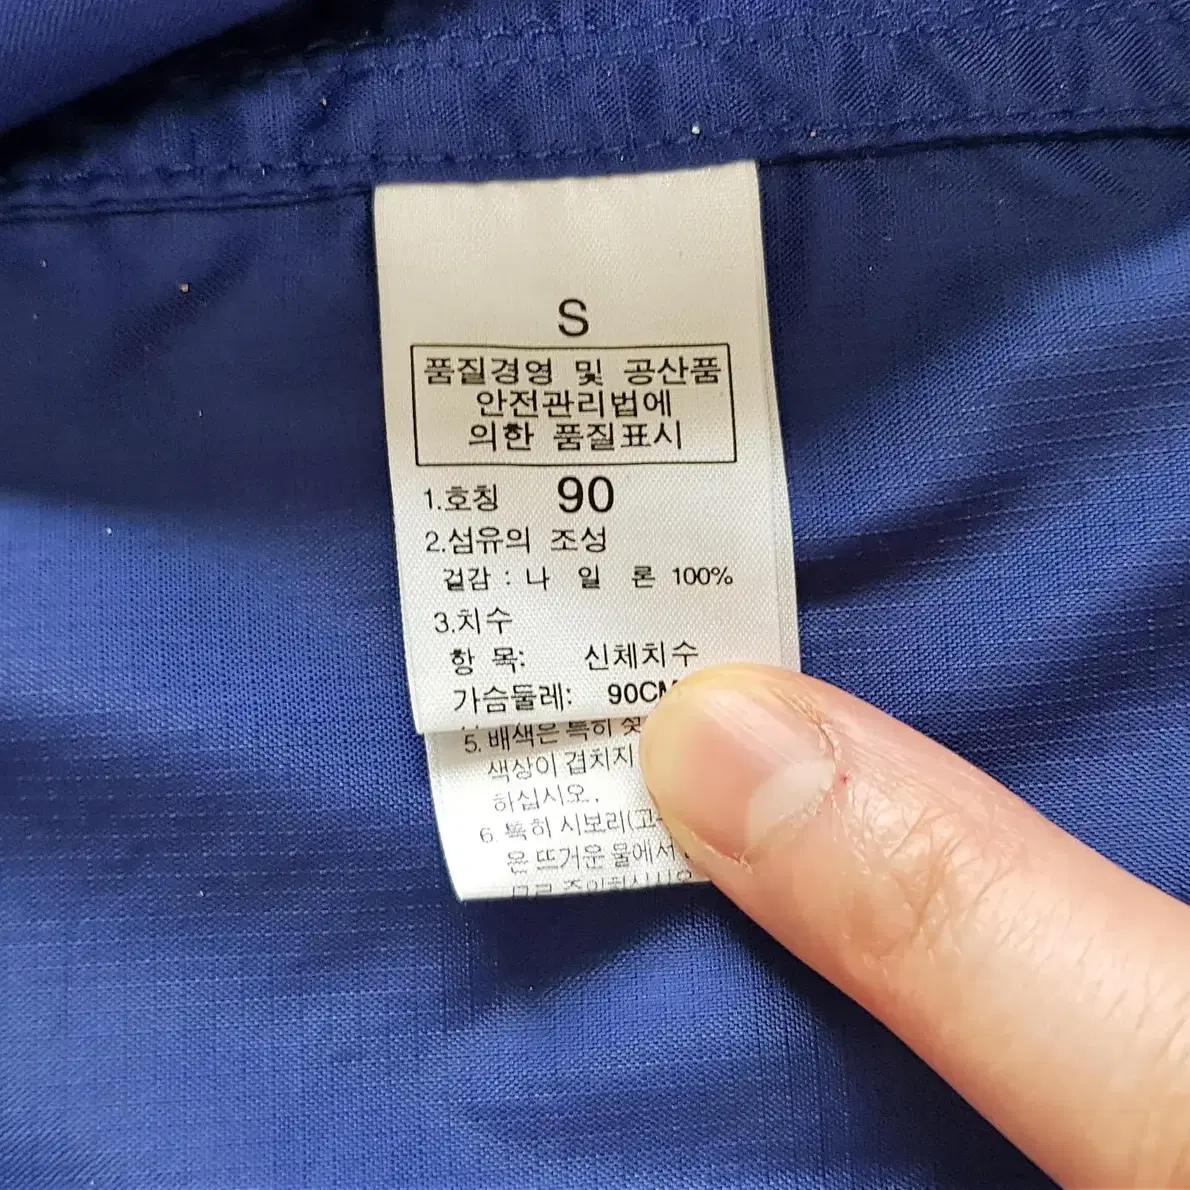 S
품질경영 및 공산품
안전관리법에
의한 품질표시
1.호칭 90
2.섬유의 조성
겉감 : 나 일 론 100%
3.치수
항 목: 신체치수
가슴둘레: 90CM
5. 배색은 특히
색상이 겹치지
하십시오.
6. 특히 시보리(고
은 뜨거운 물에서